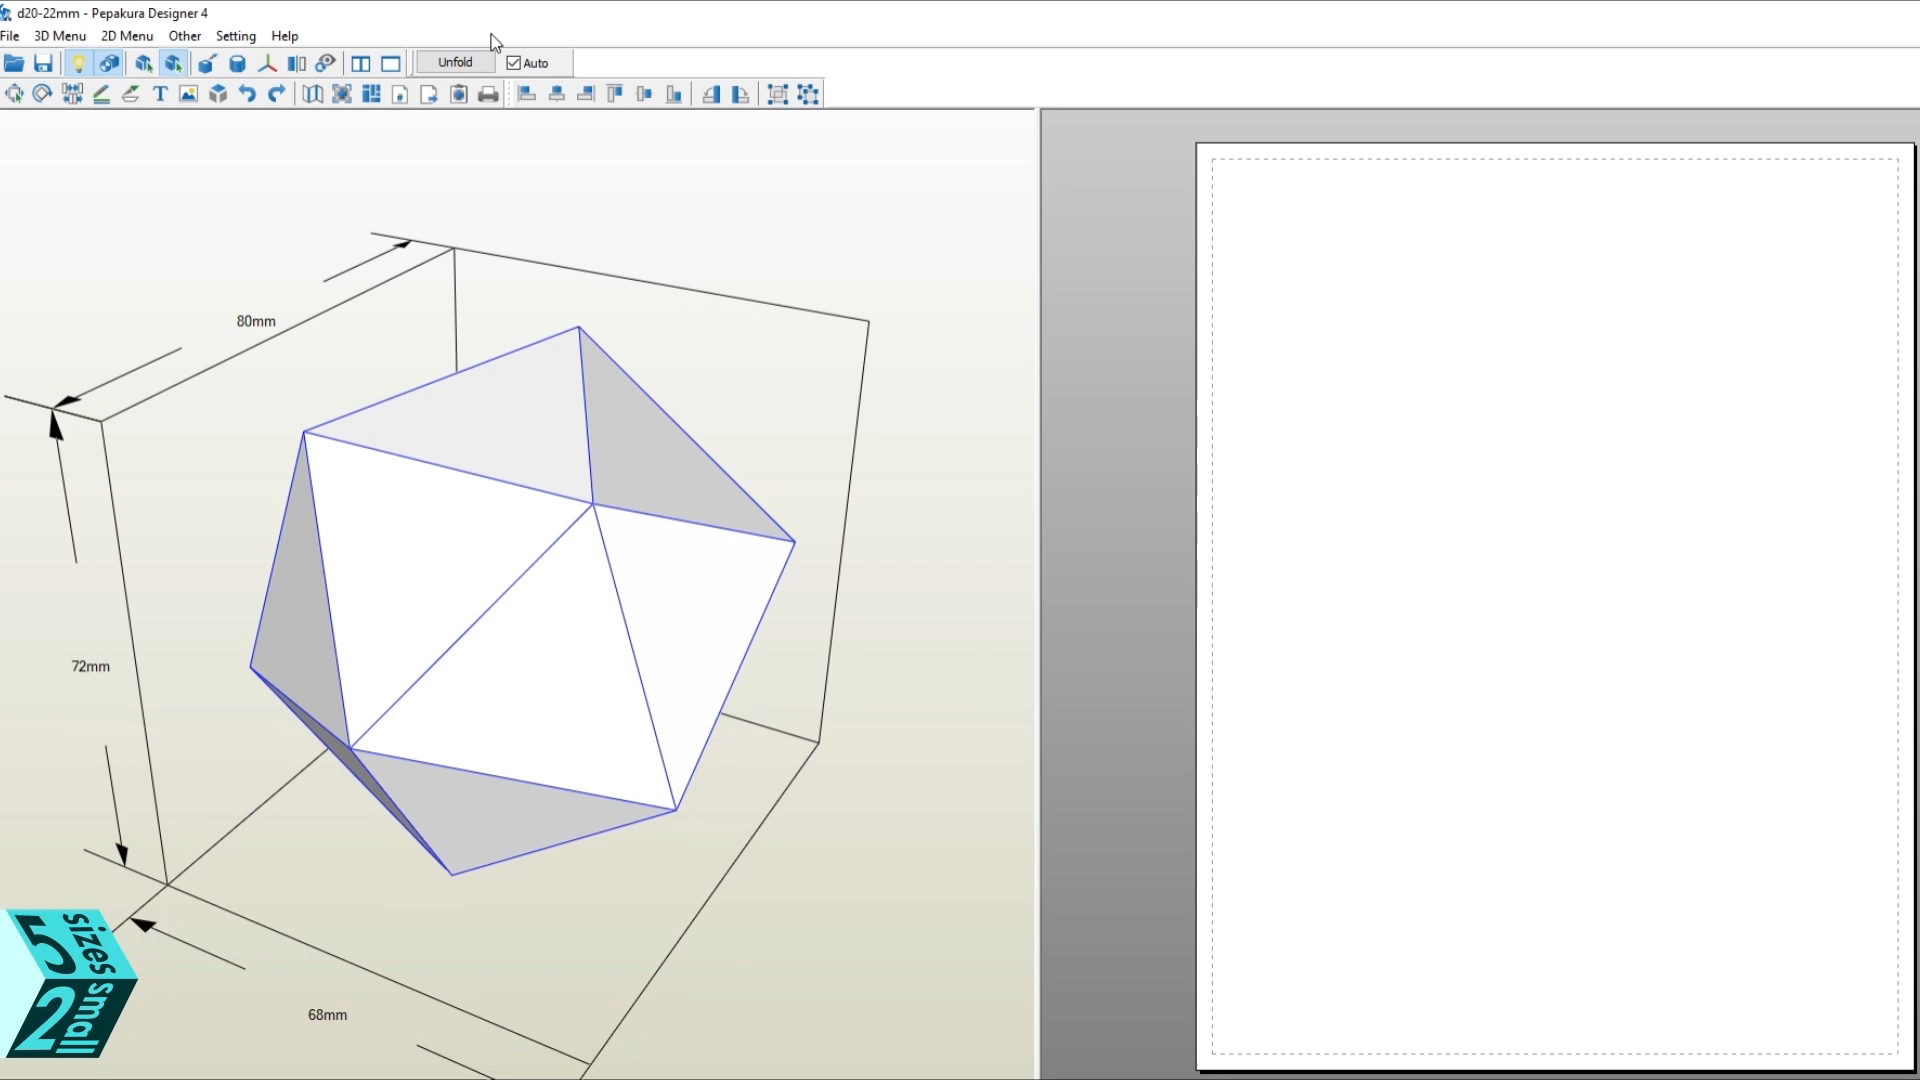 d20-22mm - Pepakura Designer 4
File 3D Menu 2D Menu Other Setting Help
Unfold Auto
80mm
72mm
68mm
5 sizes
2 small